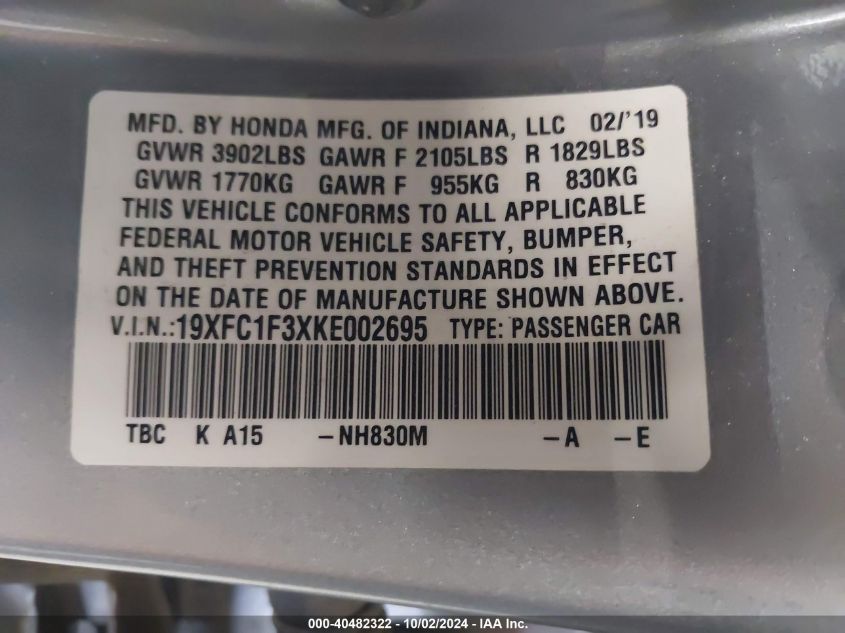 MFD. BY HONDA MFG. OF INDIANA, LLC 02/'19
GVWR 3902LBS GAWR F 2105LBS R 1829LBS
GVWR 1770KG GAWR F 955KG R 830KG
THIS VEHICLE CONFORMS TO ALL APPLICABLE
FEDERAL MOTOR VEHICLE SAFETY, BUMPER,
AND THEFT PREVENTION STANDARDS IN EFFECT
ON THE DATE OF MANUFACTURE SHOWN ABOVE.
V.I.N.:19XFC1F3XKE002695 TYPE: PASSENGER CAR
TBC K A15 -NH830M -A -E
000-40482322 - 10/02/2024 - IAA Inc.